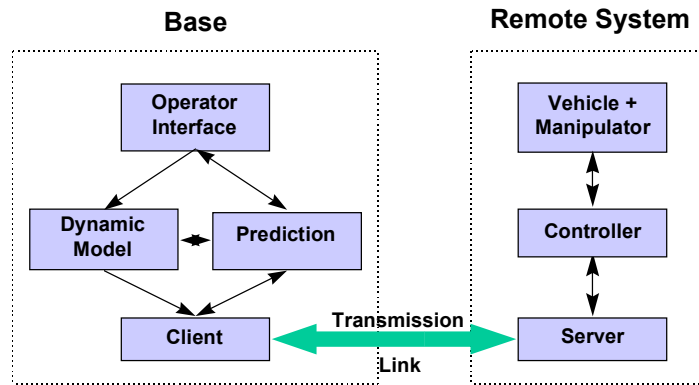 Base
Remote System
Operator
Interface
Vehicle +
Manipulator
Dynamic
Model
Prediction
Controller
Client
Transmission
Link
Server